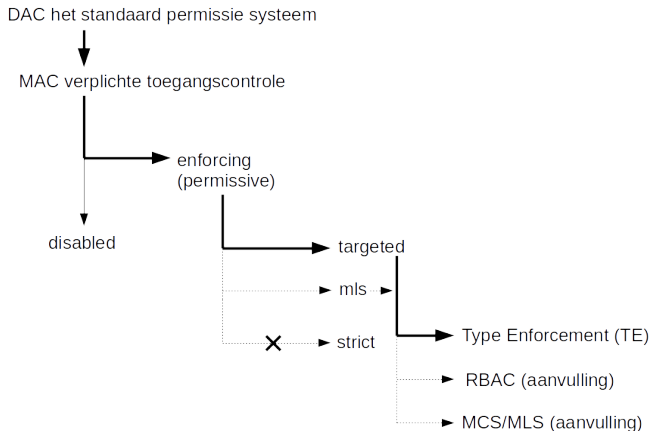 DAC het standaard permissie systeem
MAC verplichte toegangscontrole
enforcing
(permissive)
disabled
targeted
mls
strict
Type Enforcement (TE)
RBAC (aanvulling)
MCS/MLS (aanvulling)